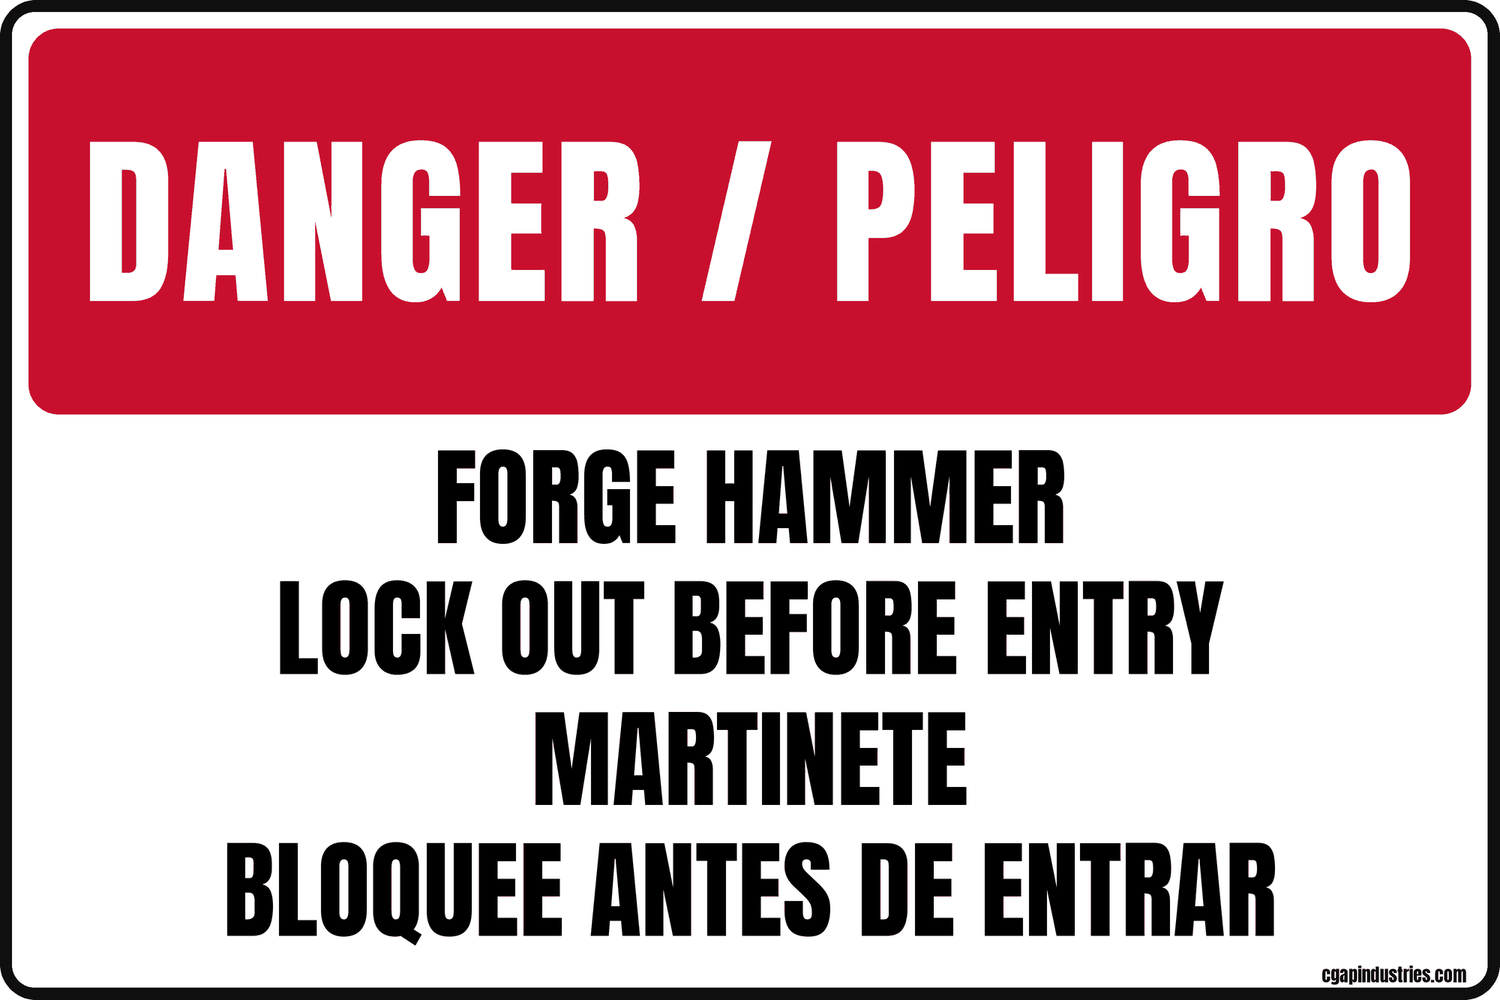 DANGER / PELIGRO
FORGE HAMMER
LOCK OUT BEFORE ENTRY
MARTINETE
BLOQUEE ANTES DE ENTRAR
cgapindustries.com